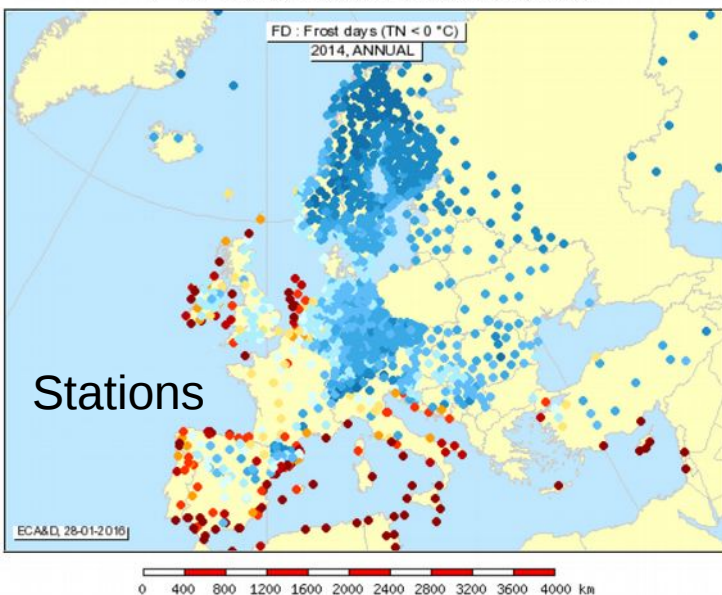 FD : Frost days (TN < 0 °C)
2014, ANNUAL
Stations
ECA&D, 28-01-2016
0 400 800 1200 1600 2000 2400 2800 3200 3600 4000 km